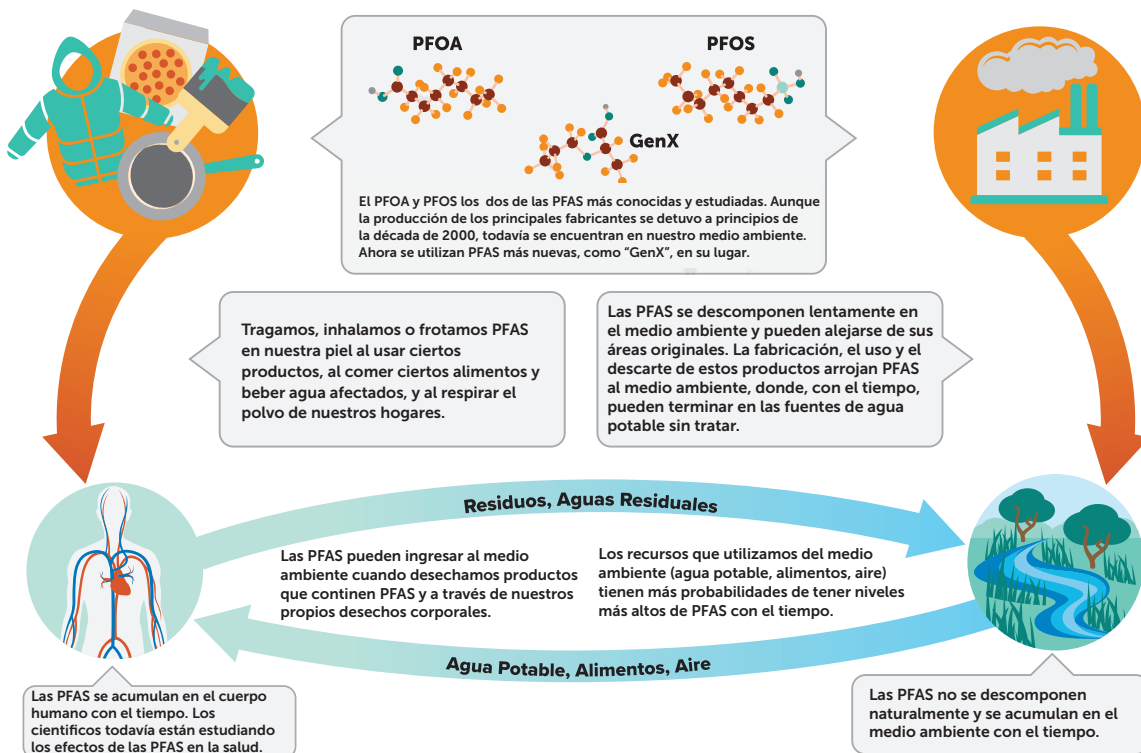 PFOA
PFOS
GenX
El PFOA y PFOS los dos de las PFAS más conocidas y estudiadas. Aunque
la producción de los principales fabricantes se detuvo a principios de
la década de 2000, todavía se encuentran en nuestro medio ambiente.
Ahora se utilizan PFAS más nuevas, como “GenX”, en su lugar.
Tragamos, inhalamos o frotamos PFAS
en nuestra piel al usar ciertos
productos, al comer ciertos alimentos y
beber agua afectados, y al respirar el
polvo de nuestros hogares.
Las PFAS se descomponen lentamente en
el medio ambiente y pueden alejarse de sus
áreas originales. La fabricación, el uso y el
descarte de estos productos arrojan PFAS
al medio ambiente, donde, con el tiempo,
pueden terminar en las fuentes de agua
potable sin tratar.
Residuos, Aguas Residuales
Las PFAS pueden ingresar al medio
ambiente cuando desechamos productos
que continen PFAS y a través de nuestros
propios desechos corporales.
Los recursos que utilizamos del medio
ambiente (agua potable, alimentos, aire)
tienen más probabilidades de tener niveles
más altos de PFAS con el tiempo.
Agua Potable, Alimentos, Aire
Las PFAS se acumulan en el cuerpo
humano con el tiempo. Los
cientificos todavía están estudiando
los efectos de las PFAS en la salud.
Las PFAS no se descomponen
naturalmente y se acumulan en el
medio ambiente con el tiempo.